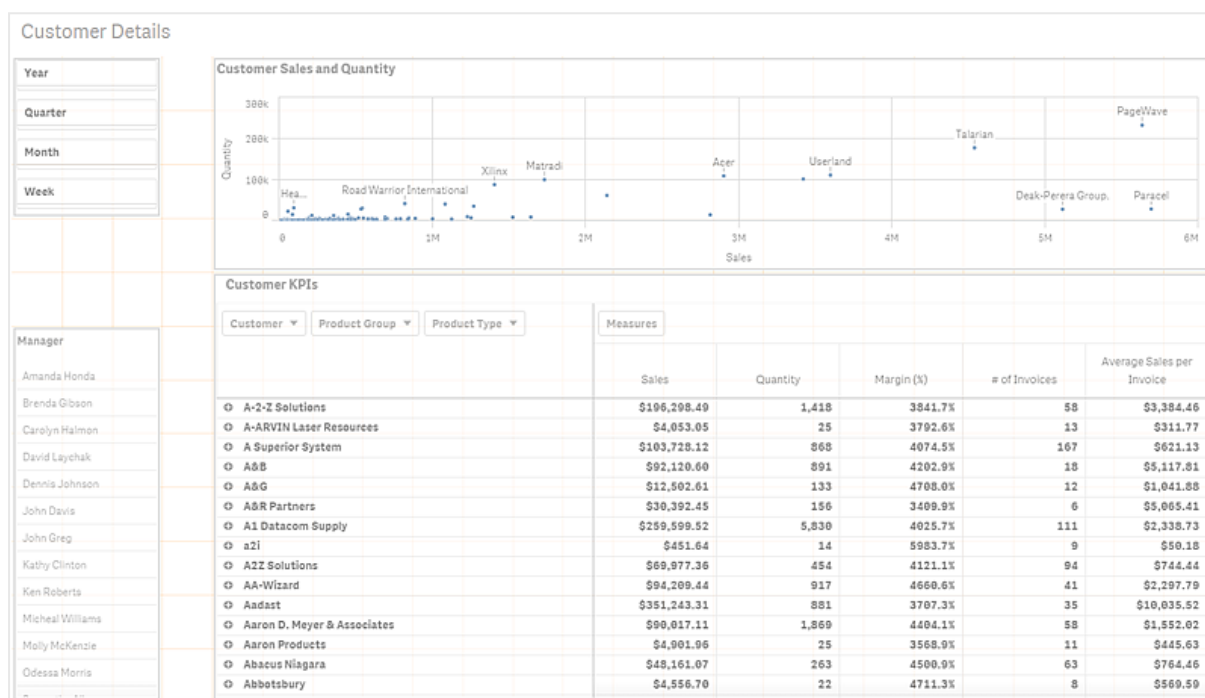 Customer Details
Year
Quarter
Month
Week
Customer Sales and Quantity
300k
200k
100k
0
Quantity
PageWave
Talarian
Acer
Userland
Xilinx
Matradi
Hea...
Road Warrior International
Deak-Perera Group.
Paracel
0 1M 2M 3M 4M 5M 6M
Sales
Manager
Amanda Honda
Brenda Gibson
Carolyn Halmon
David Laychak
Dennis Johnson
John Davis
John Greg
Kathy Clinton
Ken Roberts
Micheal Williams
Molly McKenzie
Odessa Morris
Customer KPIs
Customer Product Group Product Type Measures
Sales Quantity Margin (%) # of Invoices Average Sales per
Invoice
A-2-Z Solutions $196,298.49 1,418 3841.7% 58 $3,384.46
A-ARVIN Laser Resources $4,053.05 25 3792.6% 13 $311.77
A Superior System $103,728.12 868 4074.5% 167 $621.13
A&B $92,120.60 891 4202.9% 18 $5,117.81
A&G $12,502.61 133 4708.0% 12 $1,041.88
A&R Partners $30,392.45 156 3409.9% 6 $5,065.41
A1 Datacom Supply $259,599.52 5,830 4025.7% 111 $2,338.73
a2i $451.64 14 5983.7% 9 $50.18
A2Z Solutions $69,977.36 454 4121.1% 94 $744.44
AA-Wizard $94,209.44 917 4660.6% 41 $2,297.79
Aadast $351,243.31 881 3707.3% 35 $10,035.52
Aaron D. Meyer & Associates $90,017.11 1,869 4404.1% 58 $1,552.02
Aaron Products $4,901.96 25 3568.9% 11 $445.63
Abacus Niagara $48,161.07 263 4500.9% 63 $764.46
Abbotsbury $4,556.70 22 4711.3% 8 $569.59